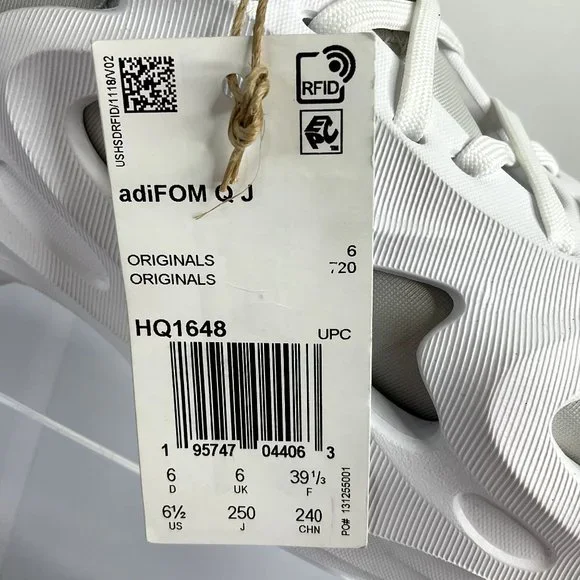 USHSDRFID/1118/V02
RFID
EPC
adiFOM Q J
ORIGINALS 6
ORIGINALS 720
HQ1648 UPC
1 95747 04406 3
6 6 39 1/3
D UK F
6½ 250 240
US J CHN
PO# 131255001